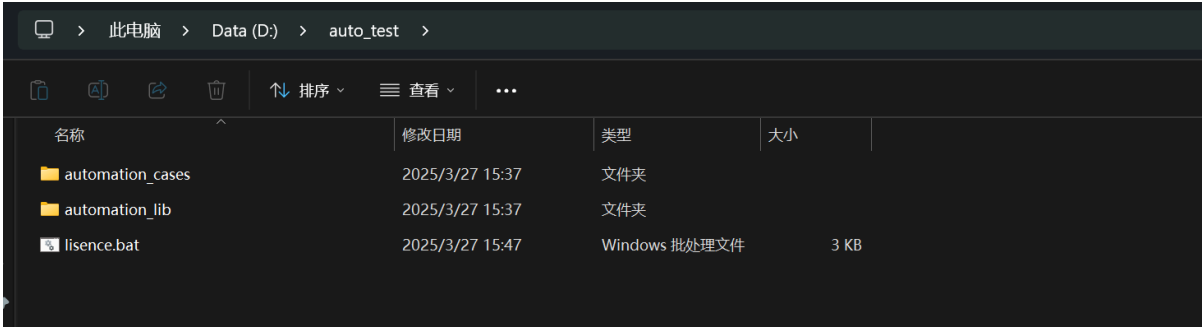 此电脑 > Data (D:) > auto_test >
排序 查看 •••
名称 修改日期 类型 大小
automation_cases 2025/3/27 15:37 文件夹
automation_lib 2025/3/27 15:37 文件夹
lisence.bat 2025/3/27 15:47 Windows 批处理文件 3 KB